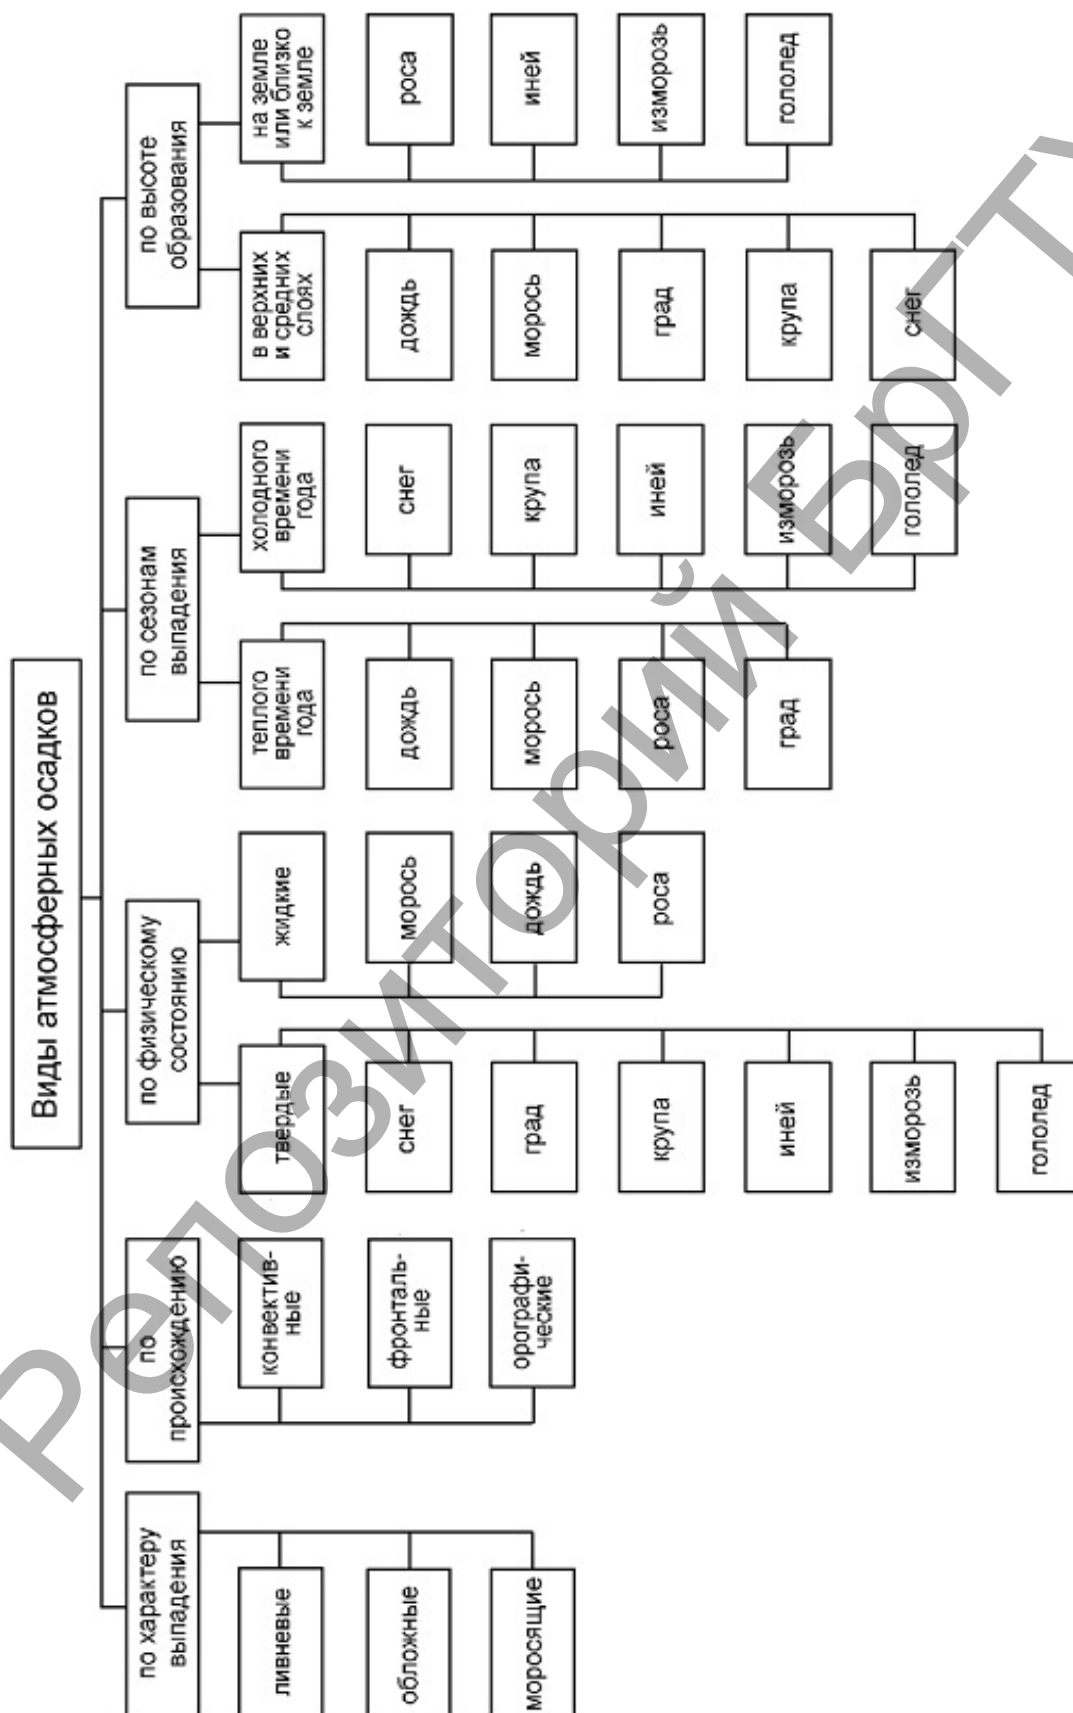 Виды атмосферных осадков
по характеру
выпадения
ливневые
обложные
моросящие
по
происхождению
конвектив-
ные
фронталь-
ные
орографи-
ческие
по физическому
состоянию
твердые
снег
град
крупа
иней
изморозь
гололед
жидкие
морось
дождь
роса
по сезонам
выпадения
теплого
времени
года
дождь
морось
роса
град
холодного
времени
года
снег
крупа
иней
изморозь
гололед
по высоте
образования
в верхних
и средних
слоях
дождь
морось
град
крупа
снег
на земле
или близко
к земле
роса
иней
изморозь
гололед
Репозиторий БрГТУ